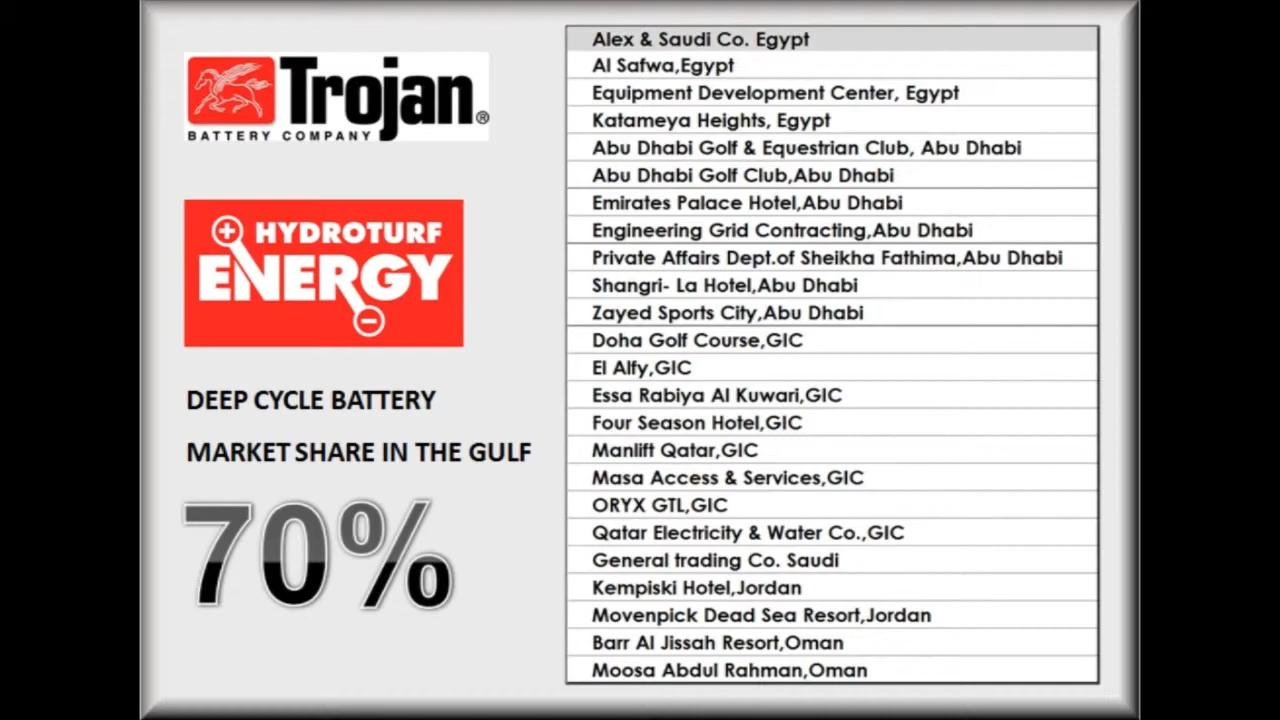 Trojan®
BATTERY COMPANY
HYDROTURF
ENERGY
DEEP CYCLE BATTERY
MARKET SHARE IN THE GULF
70%
Alex & Saudi Co. Egypt
Al Safwa,Egypt
Equipment Development Center, Egypt
Katameya Heights, Egypt
Abu Dhabi Golf & Equestrian Club, Abu Dhabi
Abu Dhabi Golf Club,Abu Dhabi
Emirates Palace Hotel,Abu Dhabi
Engineering Grid Contracting,Abu Dhabi
Private Affairs Dept.of Sheikha Fathima,Abu Dhabi
Shangri- La Hotel,Abu Dhabi
Zayed Sports City,Abu Dhabi
Doha Golf Course,GIC
El Alfy,GIC
Essa Rabiya Al Kuwari,GIC
Four Season Hotel,GIC
Manlift Qatar,GIC
Masa Access & Services,GIC
ORYX GTL,GIC
Qatar Electricity & Water Co.,GIC
General trading Co. Saudi
Kempiski Hotel,Jordan
Movenpick Dead Sea Resort,Jordan
Barr Al Jissah Resort,Oman
Moosa Abdul Rahman,Oman